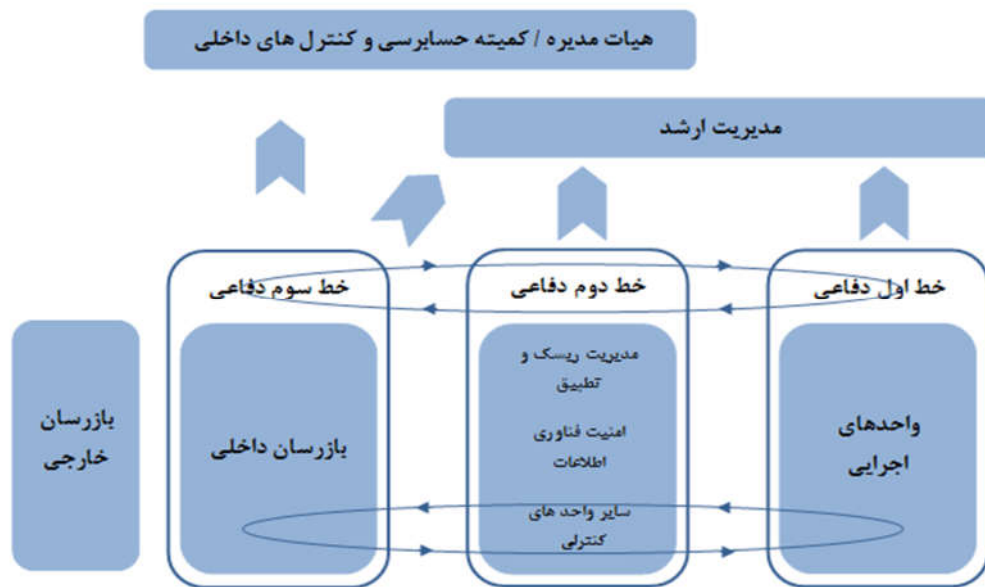 هیات مدیره / کمیته حسابرسی و کنترل های داخلی
مدیریت ارشد
خط اول دفاعی
خط دوم دفاعی
خط سوم دفاعی
واحدهای
اجرایی
مدیریت ریسک و
تطبیق
امنیت فناوری
اطلاعات
سایر واحد های
کنترلی
بازرسان داخلی
بازرسان
خارجی